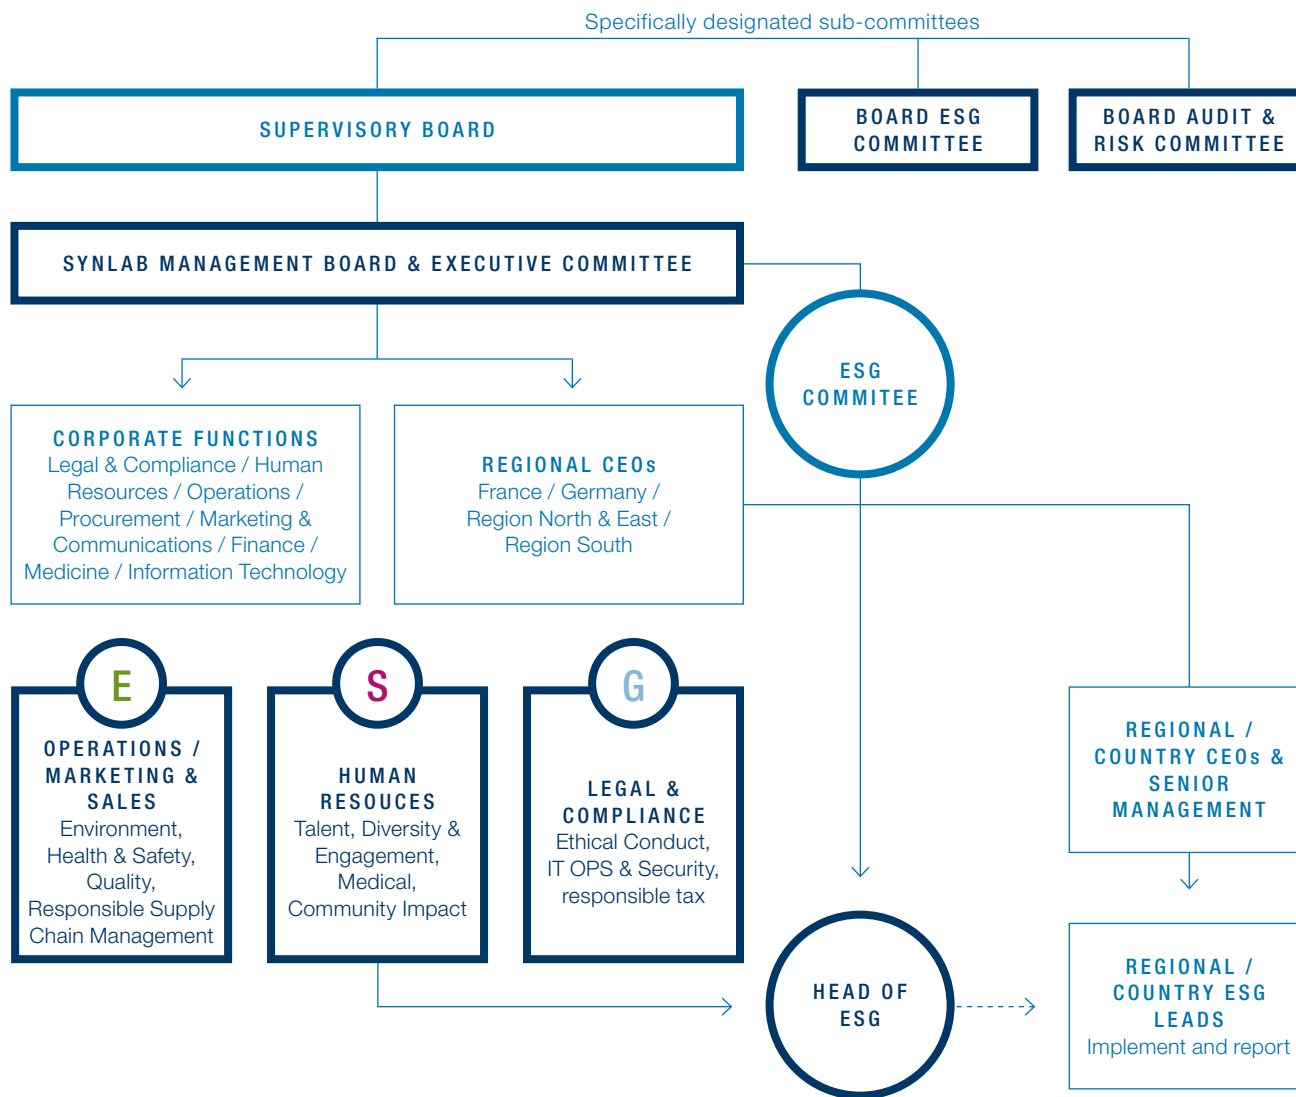 Specifically designated sub-committees
SUPERVISORY BOARD
BOARD ESG
COMMITTEE
BOARD AUDIT &
RISK COMMITTEE
SYNLAB MANAGEMENT BOARD & EXECUTIVE COMMITTEE
ESG
COMMITEE
CORPORATE FUNCTIONS
Legal & Compliance / Human
Resources / Operations /
Procurement / Marketing &
Communications / Finance /
Medicine / Information Technology
REGIONAL CEOs
France / Germany /
Region North & East /
Region South
E
OPERATIONS /
MARKETING &
SALES
Environment,
Health & Safety,
Quality,
Responsible Supply
Chain Management
S
HUMAN
RESOUCES
Talent, Diversity &
Engagement,
Medical,
Community Impact
G
LEGAL &
COMPLIANCE
Ethical Conduct,
IT OPS & Security,
responsible tax
REGIONAL /
COUNTRY CEOs &
SENIOR
MANAGEMENT
HEAD OF
ESG
REGIONAL /
COUNTRY ESG
LEADS
Implement and report